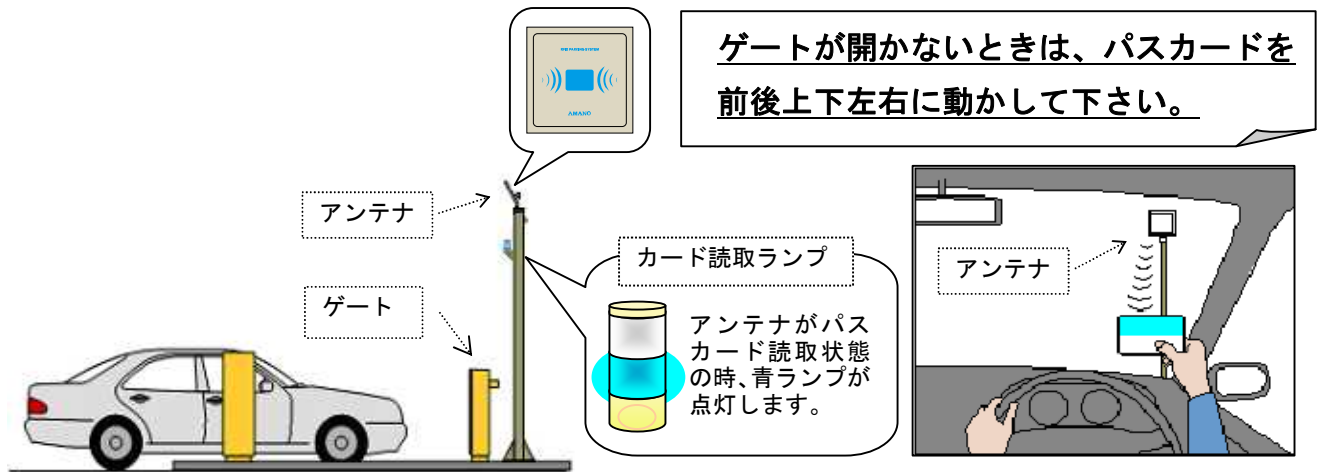 ゲートが開かないときは、パスカードを
前後上下左右に動かして下さい。
AMANO
アンテナ
カード読取ランプ
アンテナがパス
カード読取状態
の時、青ランプが
点灯します。
ゲート
アンテナ